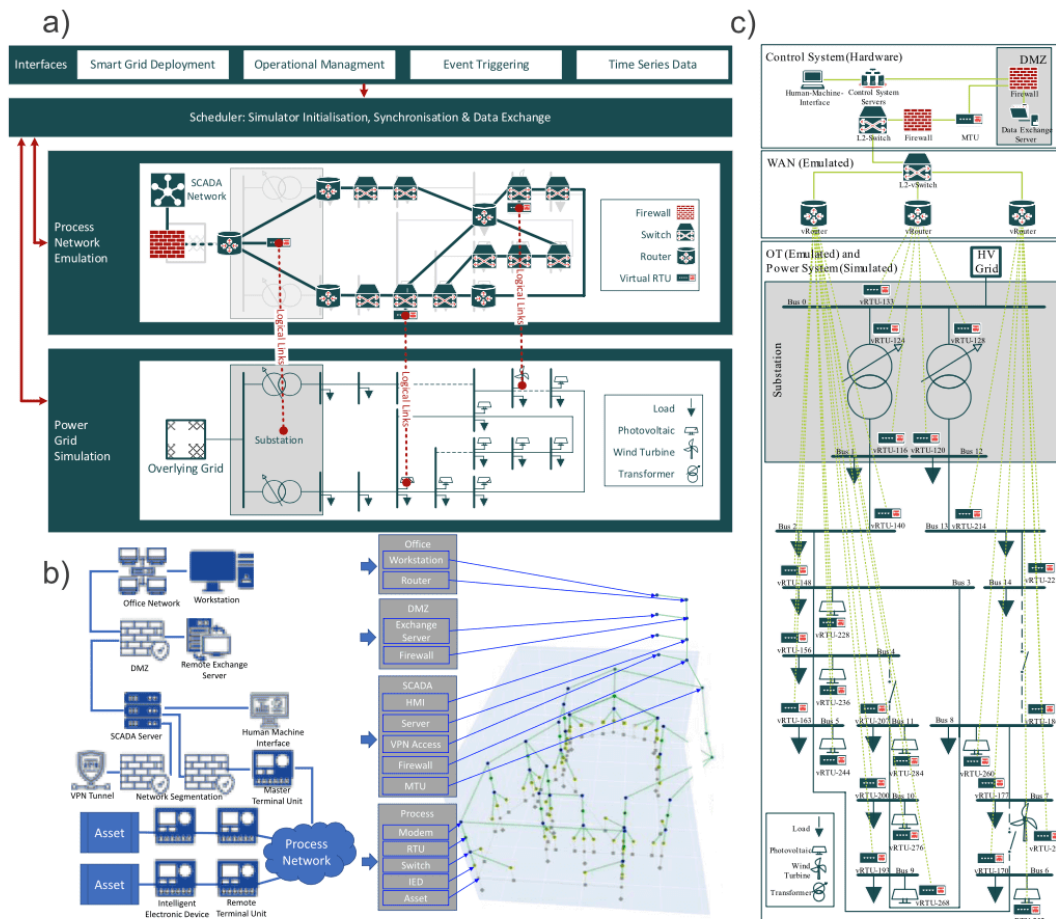 a)
Interfaces
Smart Grid Deployment
Operational Managment
Event Triggering
Time Series Data
Scheduler: Simulator Initialisation, Synchronisation & Data Exchange
Process
Network
Emulation
SCADA
Network
Logical Links
Logical Links
Logical Links
Firewall
Switch
Router
Virtual RTU
Power
Grid
Simulation
Overlying Grid
Substation
Load
Photovoltaic
Wind Turbine
Transformer
b)
Office Network
Workstation
DMZ
Remote Exchange
Server
SCADA Server
Human Machine
Interface
VPN Tunnel
Network Segmentation
Master
Terminal Unit
Asset
Asset
Process
Network
Intelligent
Electronic Device
Remote
Terminal Unit
Office
Workstation
Router
DMZ
Exchange
Server
Firewall
SCADA
HMI
Server
VPN Access
Firewall
MTU
Process
Modem
RTU
Switch
IED
Asset
c)
Control System (Hardware)
DMZ
Human-Machine-
Interface
Control System
Servers
Firewall
L2-Switch
Firewall
MTU
Data Exchange
Server
WAN (Emulated)
L2-vSwitch
vRouter
vRouter
vRouter
OT (Emulated) and
Power System (Simulated)
HV
Grid
Bus 0
vRTU-133
vRTU-124
vRTU-128
Substation
Bus 1
vRTU-116
vRTU-120
Bus 12
Bus 2
vRTU-140
Bus 13
vRTU-214
vRTU-148
Bus 3
Bus 14
vRTU-22
vRTU-228
vRTU-156
Bus 4
vRTU-236
vRTU-163
Bus 5
vRTU-207
Bus 11
Bus 8
vRTU-18
vRTU-244
vRTU-284
vRTU-260
vRTU-200
Bus 10
vRTU-177
Bus 7
vRTU-276
vRTU-2
vRTU-193
Bus 9
vRTU-170
Bus 6
vRTU-268
Load
Photovoltaic
Wind
Turbine
Transformer